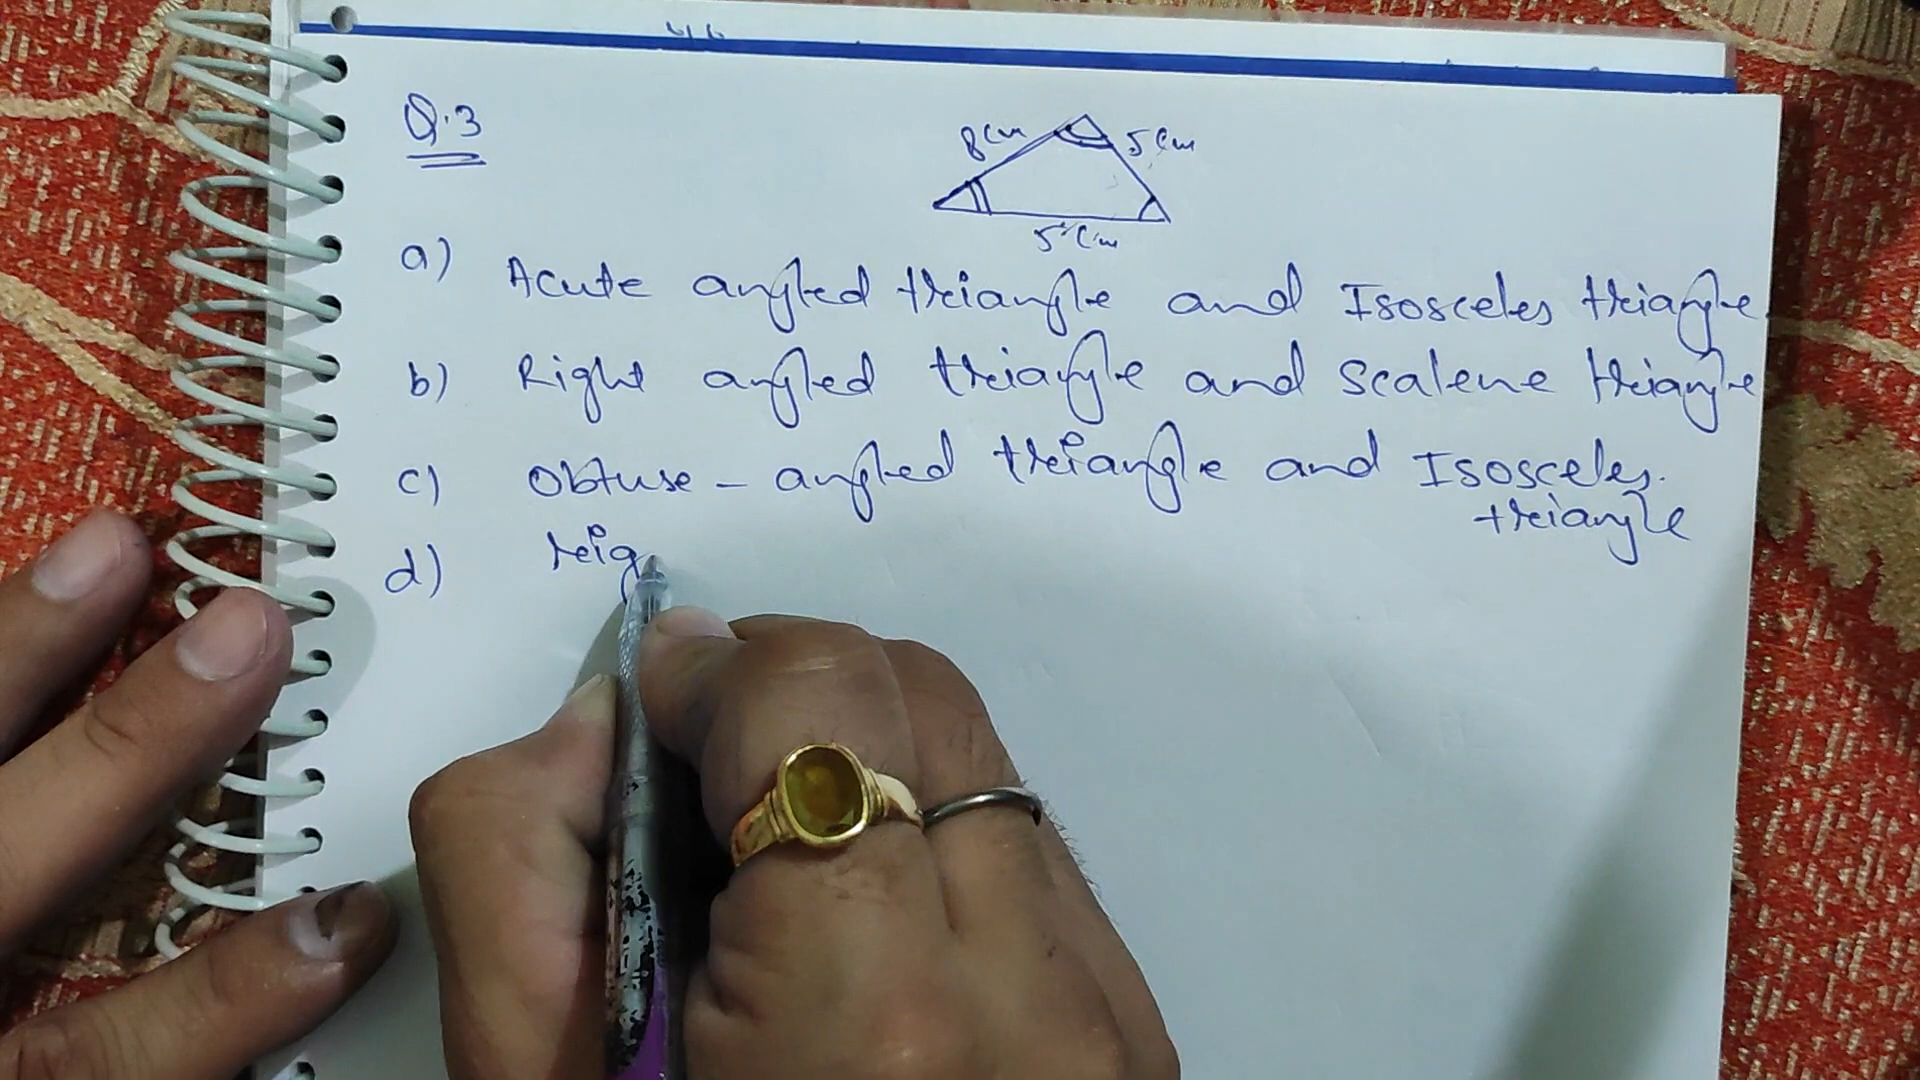 Q.3
8cm
5cm
5cm
a) Acute angled triangle and Isosceles triangle
b) Right angled triangle and scalene triangle
c) Obtuse - angled triangle and Isosceles.
triangle
d) reig